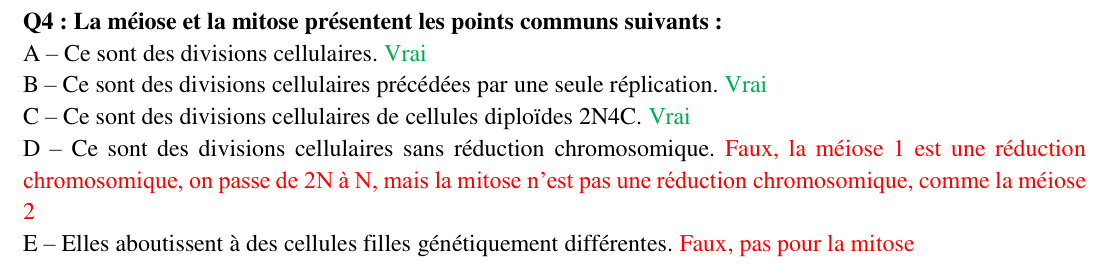 Q4 : La méiose et la mitose présentent les points communs suivants :
A – Ce sont des divisions cellulaires. Vrai
B – Ce sont des divisions cellulaires précédées par une seule réplication. Vrai
C – Ce sont des divisions cellulaires de cellules diploïdes 2N4C. Vrai
D – Ce sont des divisions cellulaires sans réduction chromosomique. Faux, la méiose 1 est une réduction
chromosomique, on passe de 2N à N, mais la mitose n’est pas une réduction chromosomique, comme la méiose
2
E – Elles aboutissent à des cellules filles génétiquement différentes. Faux, pas pour la mitose